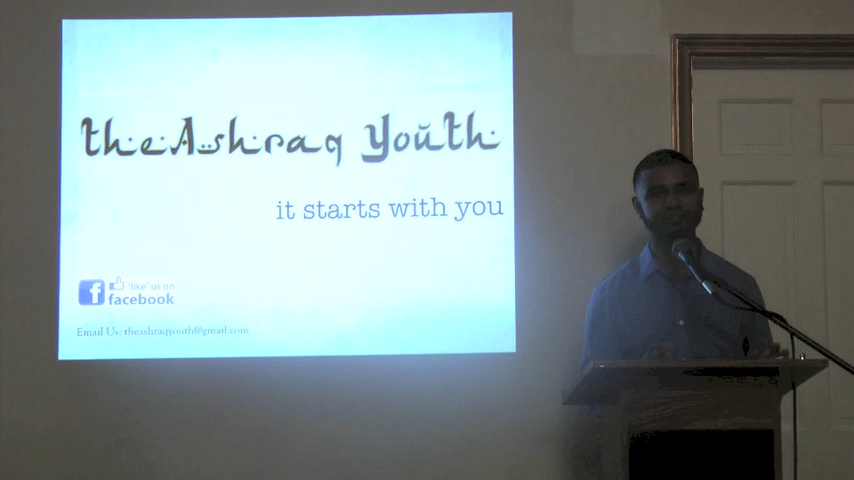 theAshraq Youth
it starts with you
"like" us on
facebook
Email Us: theashraqyouth@gmail.com